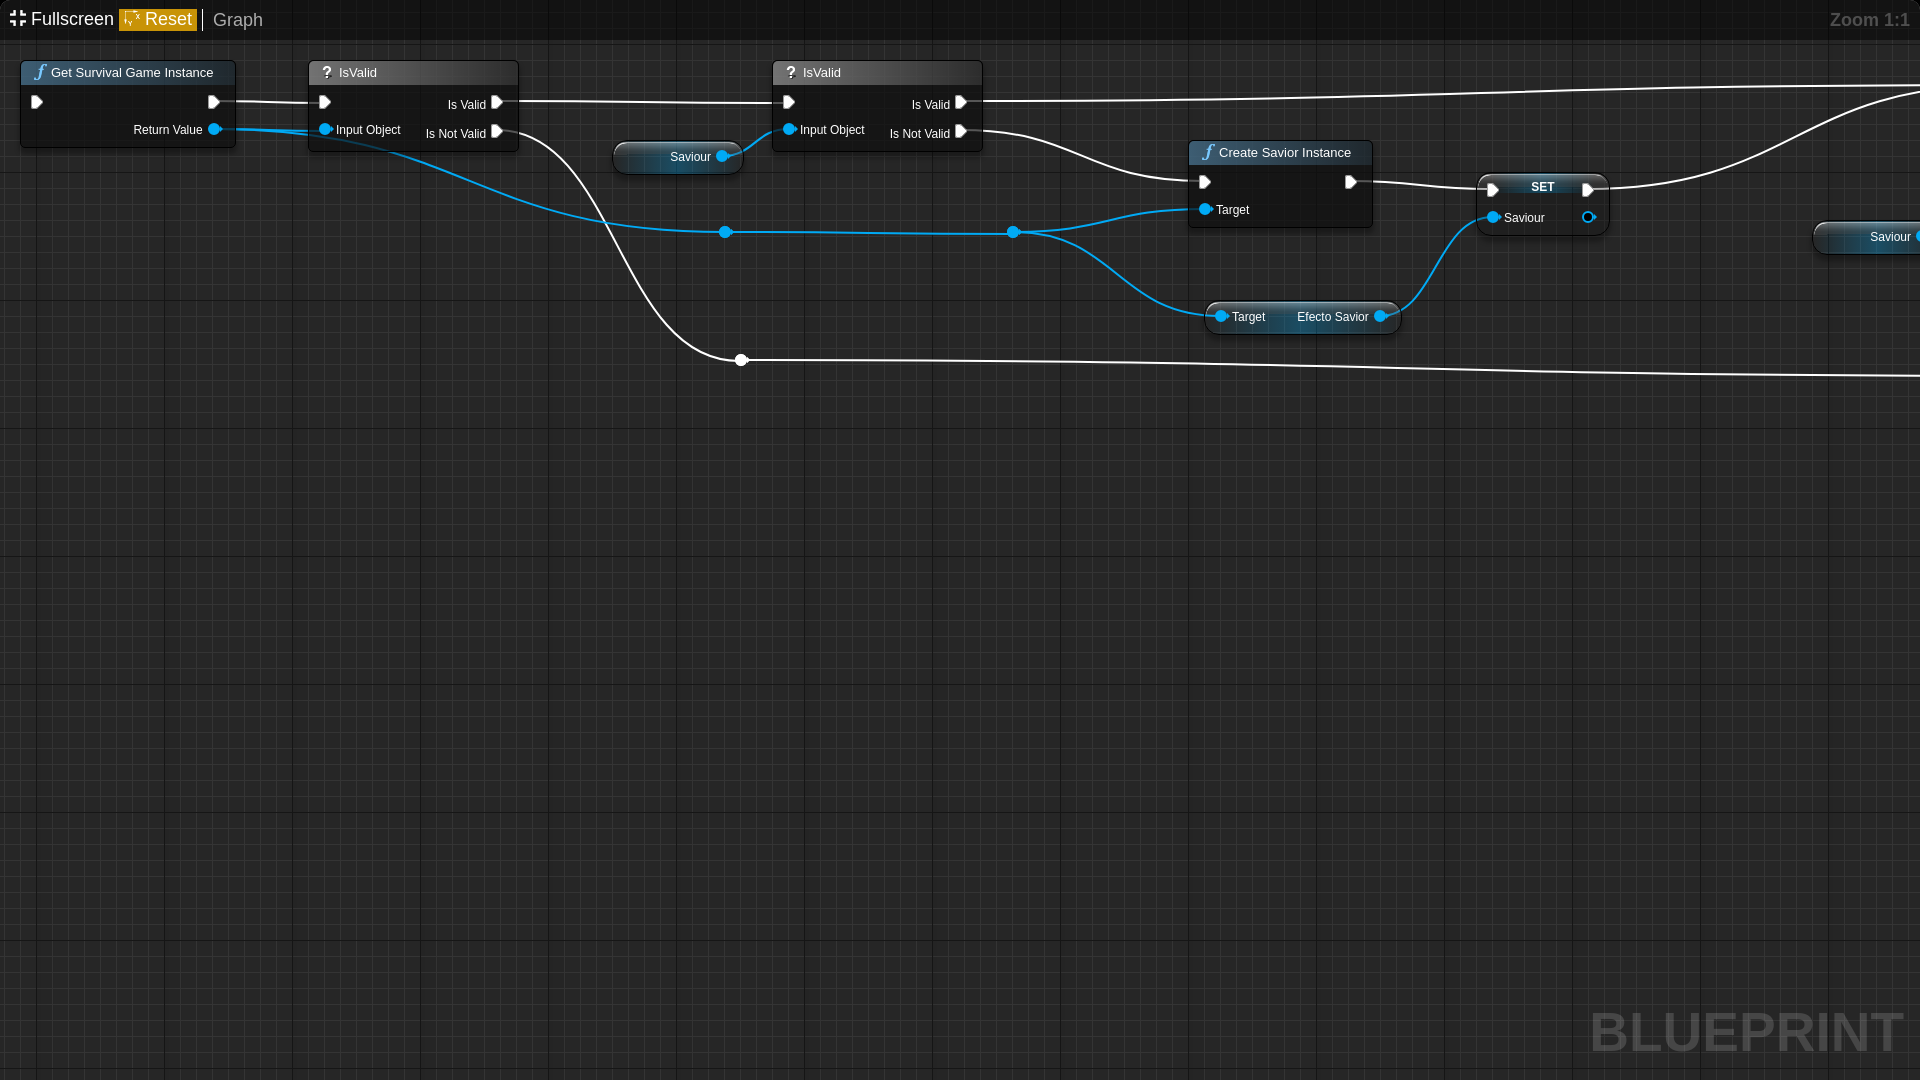 Fullscreen Reset Graph Zoom 1:1
Get Survival Game Instance
Return Value
? IsValid
Is Valid
Input Object
Is Not Valid
Saviour
? IsValid
Is Valid
Input Object
Is Not Valid
Create Savior Instance
Target
SET
Saviour
Saviour
Target Efecto Savior
BLUEPRINT